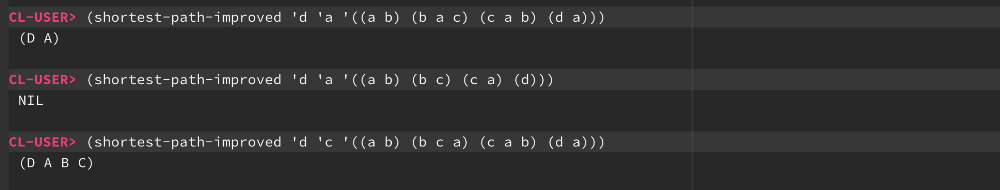 CL-USER> (shortest-path-improved 'd 'a '((a b) (b a c) (c a b) (d a)))
(D A)
CL-USER> (shortest-path-improved 'd 'a '((a b) (b c) (c a) (d)))
NIL
CL-USER> (shortest-path-improved 'd 'c '((a b) (b c a) (c a b) (d a)))
(D A B C)